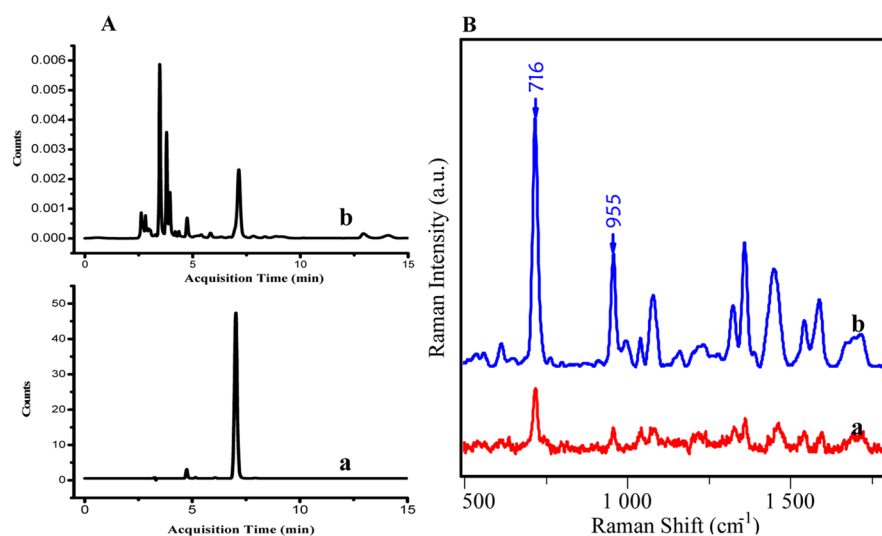 A
0.006
0.005
0.004
0.003
0.002
0.001
0.000
Counts
b
0 5 10 15
Acquisition Time (min)
50
40
30
20
10
0
Counts
a
0 5 10 15
Acquisition Time (min)
B
716
955
b
a
Raman Intensity (a.u.)
500 1 000 1 500
Raman Shift (cm⁻¹)